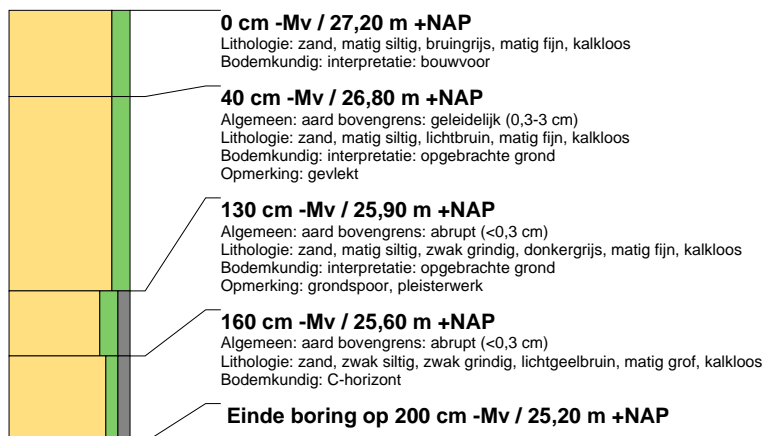 0 cm -Mv / 27,20 m +NAP
Lithologie: zand, matig siltig, bruingrijs, matig fijn, kalkloos
Bodemkundig: interpretatie: bouwvoor
40 cm -Mv / 26,80 m +NAP
Algemeen: aard bovengrens: geleidelijk (0,3-3 cm)
Lithologie: zand, matig siltig, lichtbruin, matig fijn, kalkloos
Bodemkundig: interpretatie: opgebrachte grond
Opmerking: gevlekt
130 cm -Mv / 25,90 m +NAP
Algemeen: aard bovengrens: abrupt (<0,3 cm)
Lithologie: zand, matig siltig, zwak grindig, donkergrijs, matig fijn, kalkloos
Bodemkundig: interpretatie: opgebrachte grond
Opmerking: grondspoor, pleisterwerk
160 cm -Mv / 25,60 m +NAP
Algemeen: aard bovengrens: abrupt (<0,3 cm)
Lithologie: zand, zwak siltig, zwak grindig, lichtgeelbruin, matig grof, kalkloos
Bodemkundig: C-horizont
Einde boring op 200 cm -Mv / 25,20 m +NAP